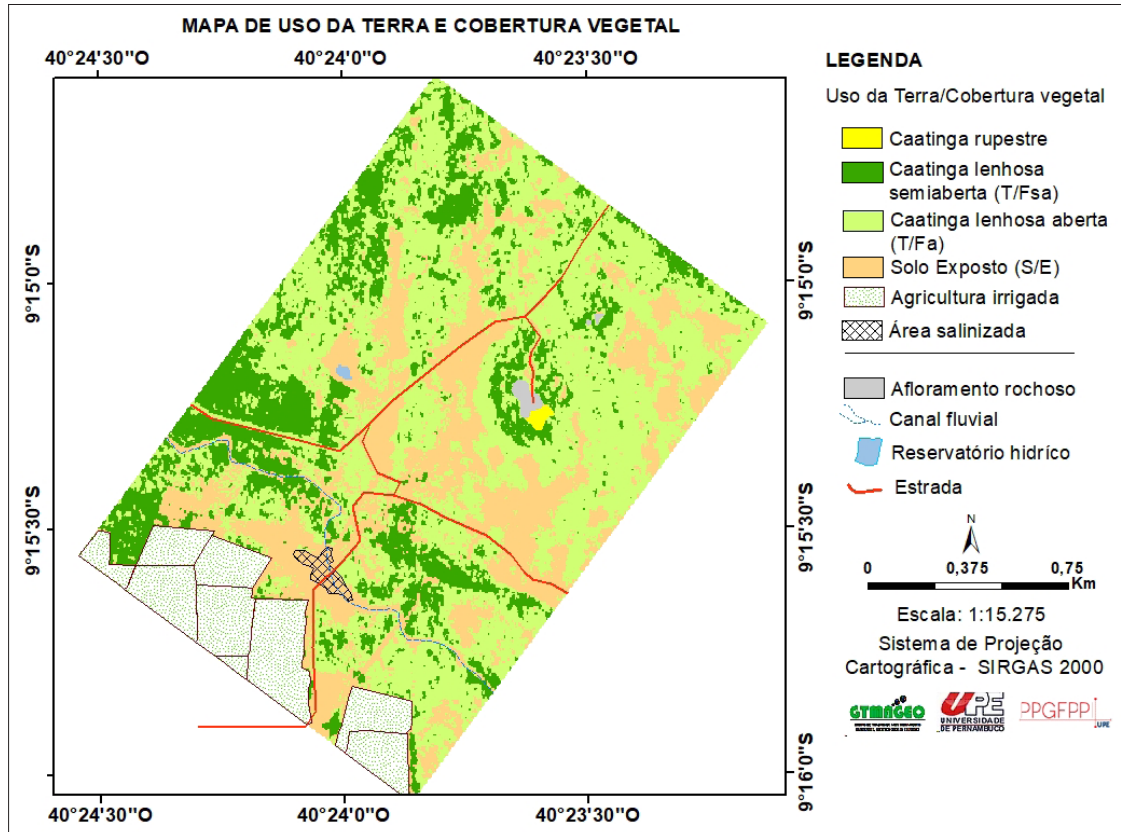 MAPA DE USO DA TERRA E COBERTURA VEGETAL
40°24'30"O 40°24'0"O 40°23'30"O
9°15'0"S
9°15'30"S
9°15'0"S
9°15'30"S
9°16'0"S
40°24'30"O 40°24'0"O 40°23'30"O
LEGENDA
Uso da Terra/Cobertura vegetal
Caatinga rupestre
Caatinga lenhosa
semiaberta (T/Fsa)
Caatinga lenhosa aberta
(T/Fa)
Solo Exposto (S/E)
Agricultura irrigada
Área salinizada
Afloramento rochoso
Canal fluvial
Reservatório hidríco
Estrada
N
0 0,375 0,75
Km
Escala: 1:15.275
Sistema de Projeção
Cartográfica - SIRGAS 2000
GTMAGEO
UPE
UNIVERSIDADE
DE PERNAMBUCO
PPGFPPI
UPE